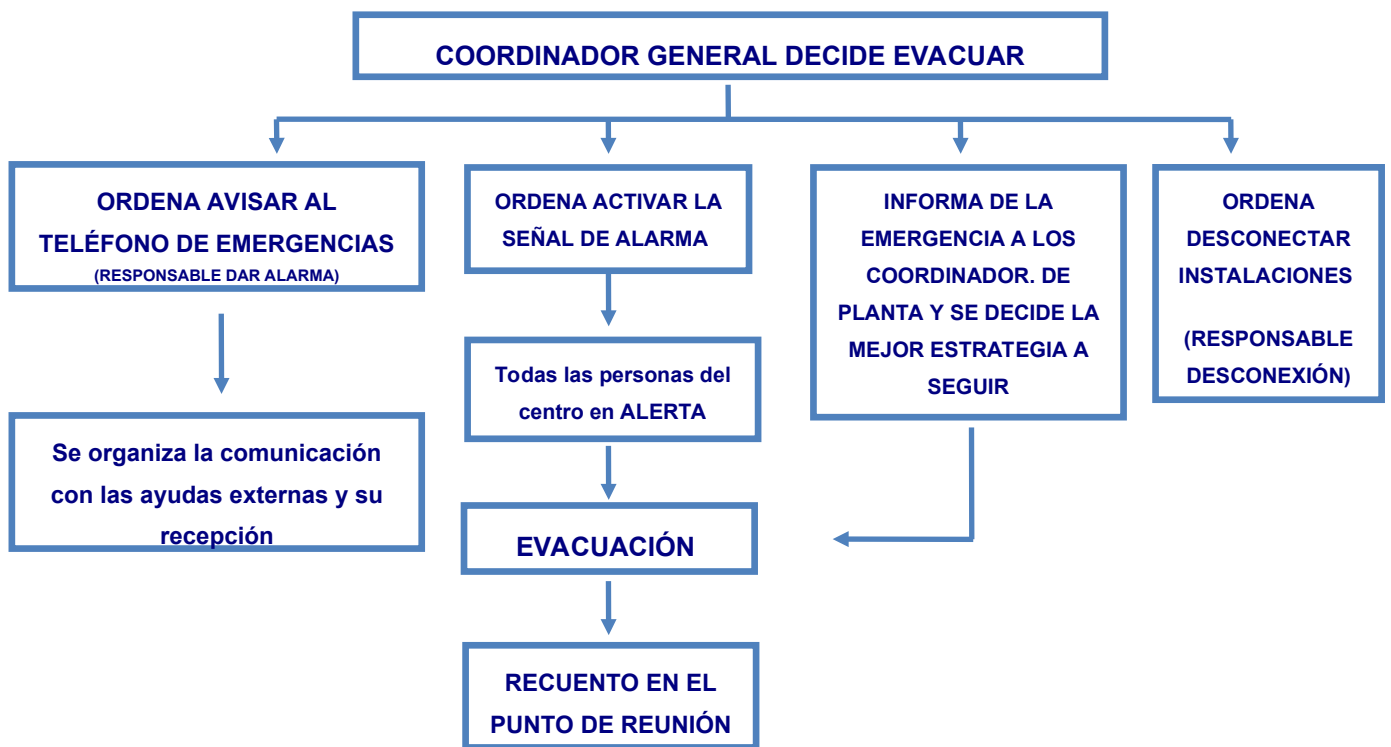 COORDINADOR GENERAL DECIDE EVACUAR
ORDENA AVISAR AL
TELÉFONO DE EMERGENCIAS
(RESPONSABLE DAR ALARMA)
ORDENA ACTIVAR LA
SEÑAL DE ALARMA
INFORMA DE LA
EMERGENCIA A LOS
COORDINADOR. DE
PLANTA Y SE DECIDE LA
MEJOR ESTRATEGIA A
SEGUIR
ORDENA
DESCONECTAR
INSTALACIONES
(RESPONSABLE
DESCONEXIÓN)
Todas las personas del
centro en ALERTA
Se organiza la comunicación
con las ayudas externas y su
recepción
EVACUACIÓN
RECUENTO EN EL
PUNTO DE REUNIÓN